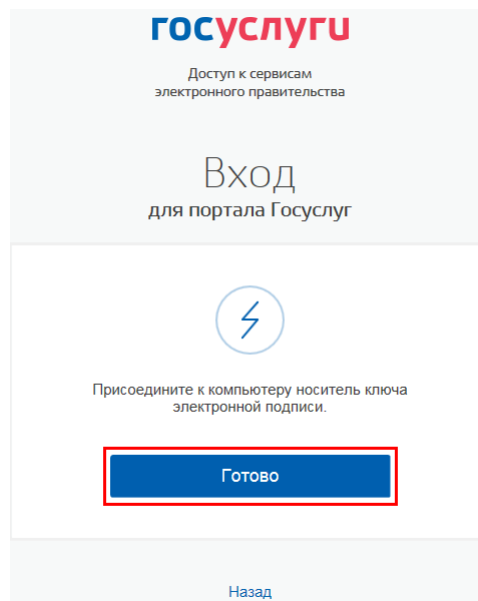 госуслуги
Доступ к сервисам
электронного правительства
Вход
для портала Госуслуг
Присоедините к компьютеру носитель ключа
электронной подписи.
Готово
Назад